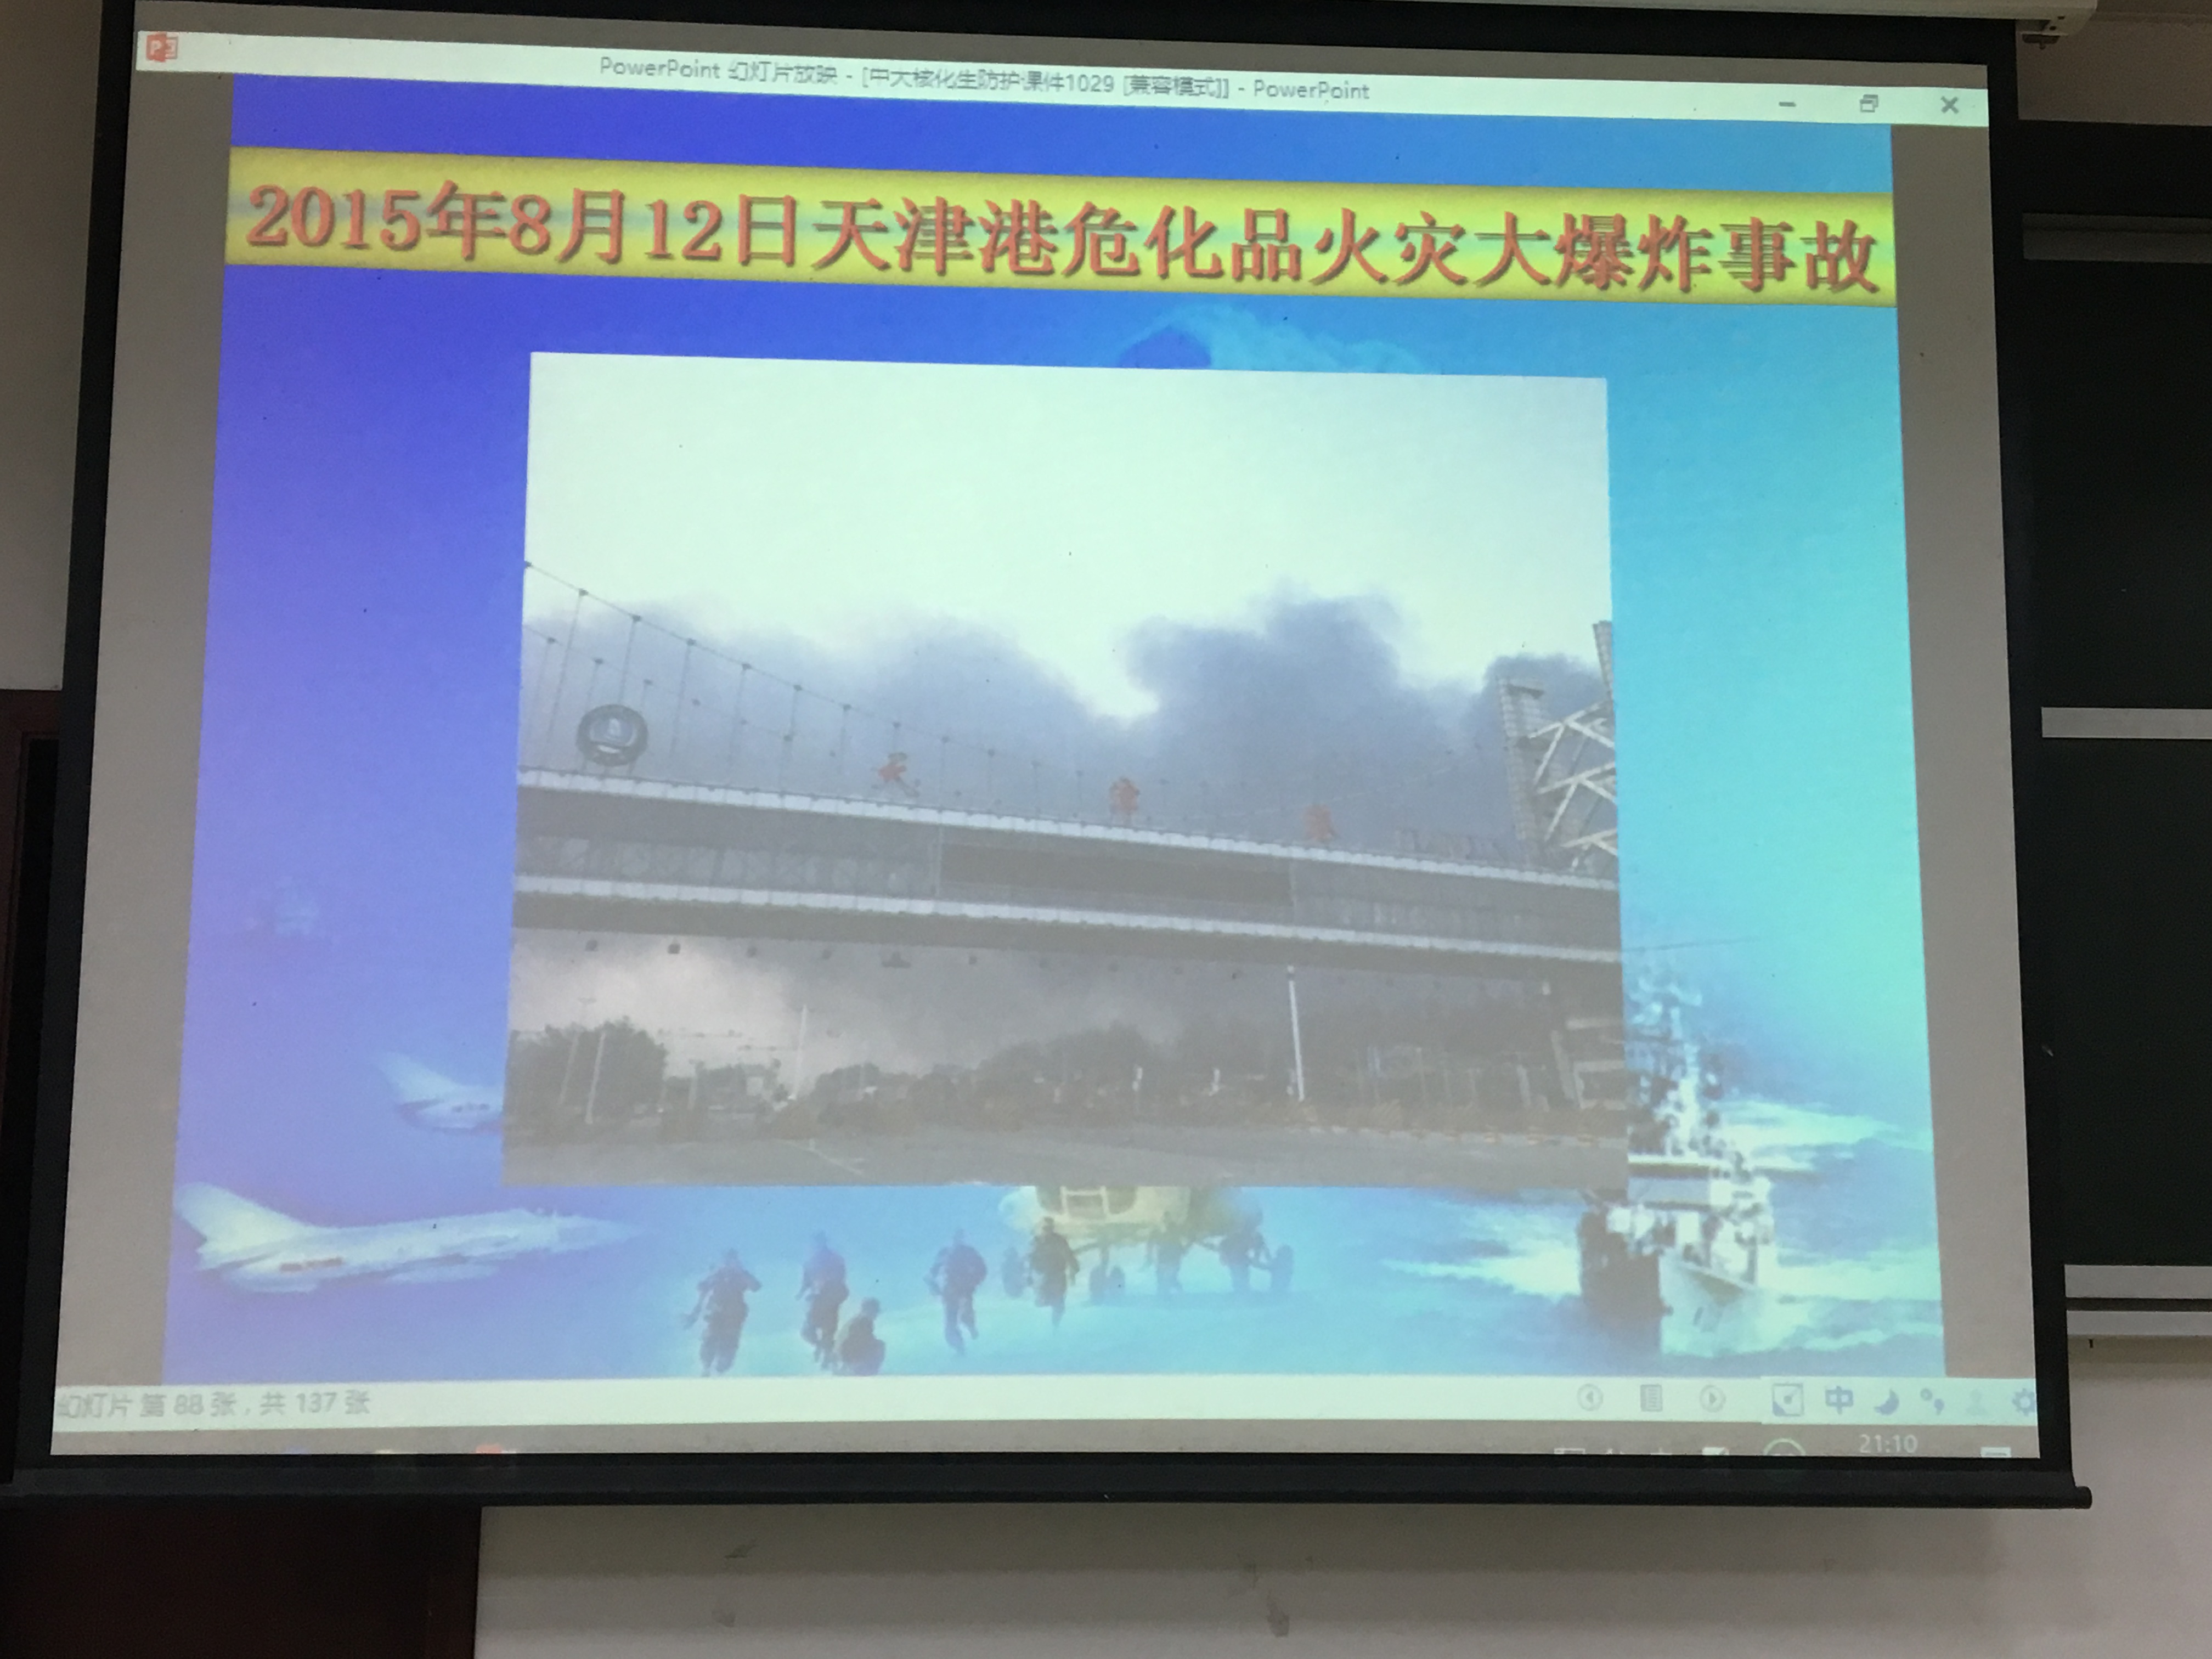 PowerPoint 幻灯片放映 - [中大核化生防护课件1029 [兼容模式]] - PowerPoint
2015年8月12日天津港危化品火灾大爆炸事故
幻灯片 第 88 张，共 137 张
中
21:10